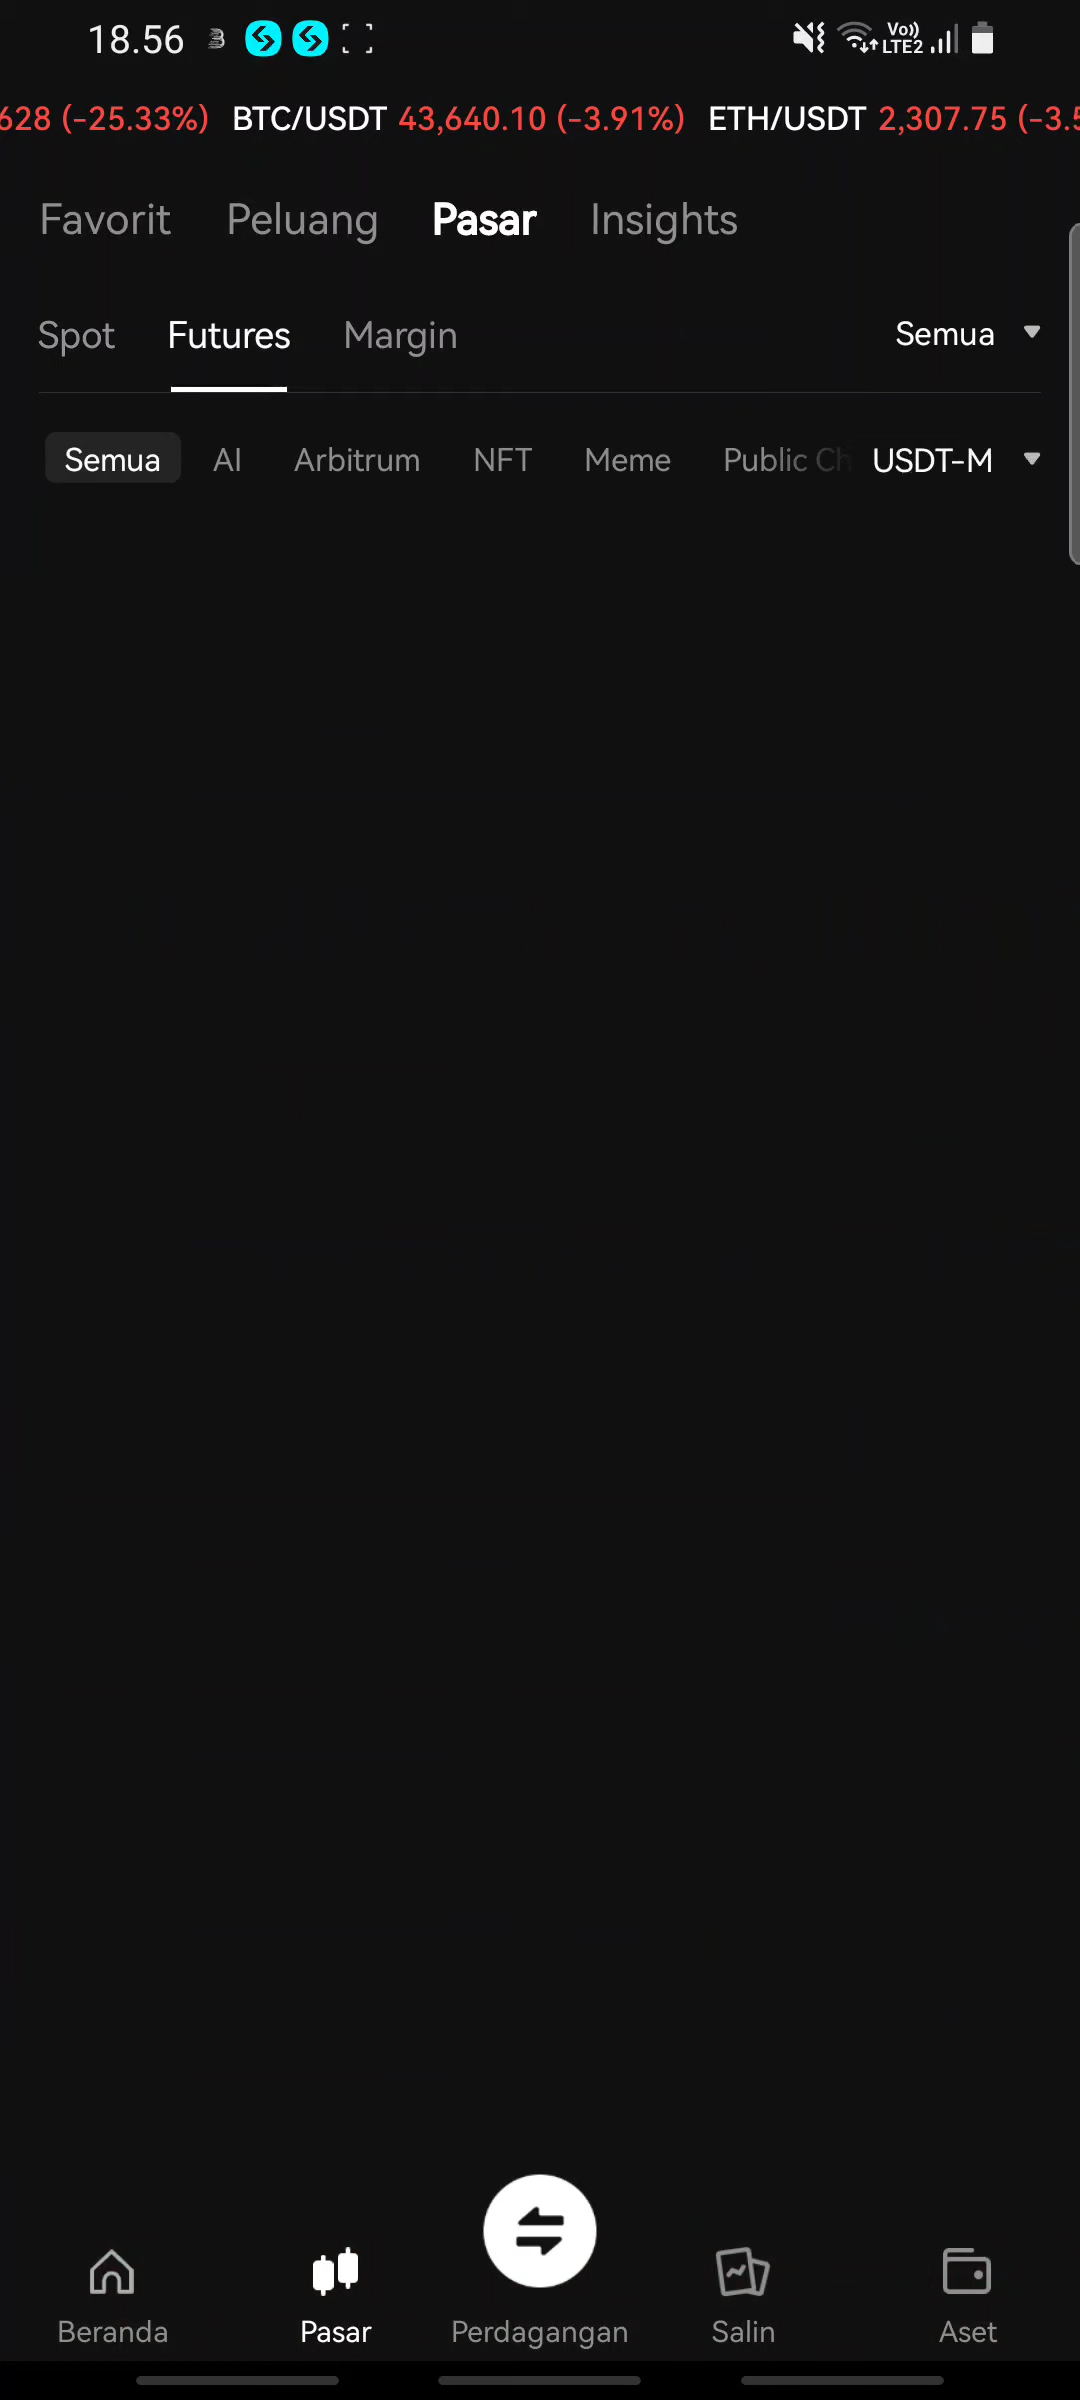 18.56 Vo)) LTE2
628 (-25.33%) BTC/USDT 43,640.10 (-3.91%) ETH/USDT 2,307.75 (-3.5
Favorit Peluang Pasar Insights
Spot Futures Margin Semua
Semua AI Arbitrum NFT Meme Public Ch USDT-M
Beranda Pasar Perdagangan Salin Aset